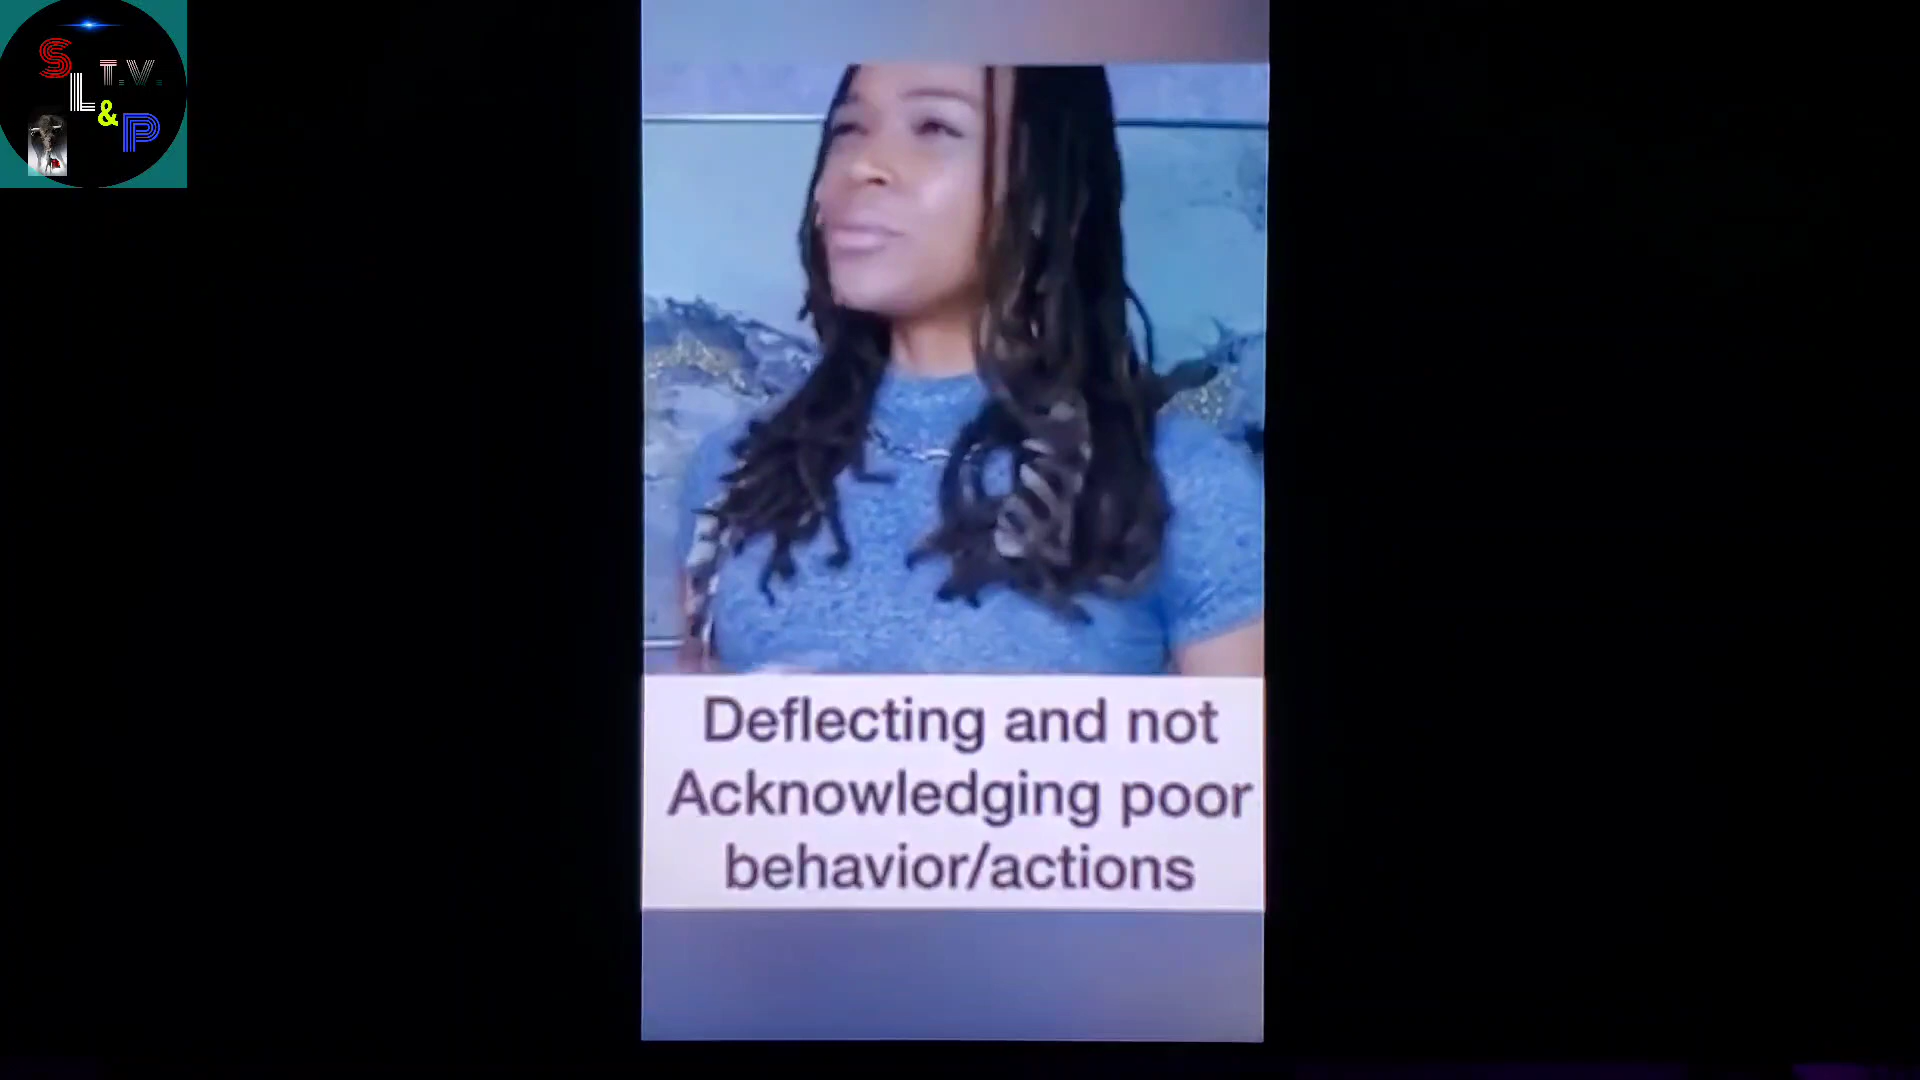 S
T.V.
L
&
P
Deflecting and not
Acknowledging poor
behavior/actions